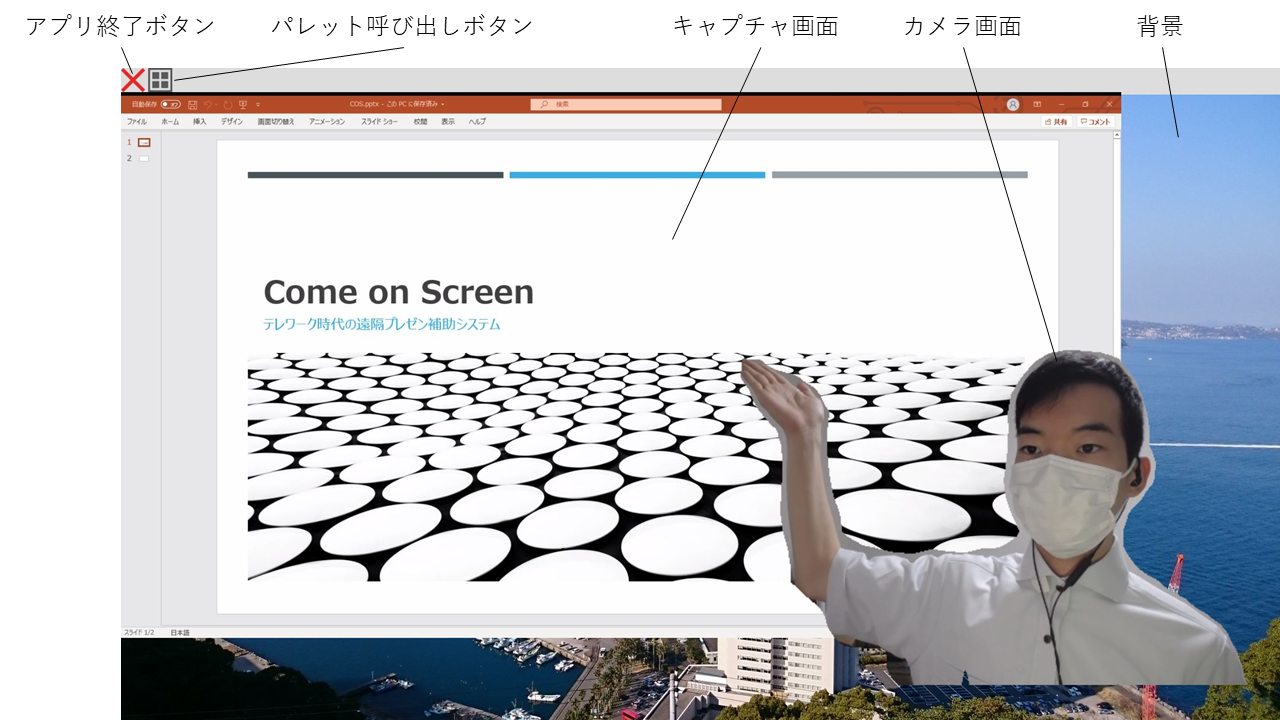 アプリ終了ボタン パレット呼び出しボタン キャプチャ画面 カメラ画面 背景
自動保存 オフ COS.pptx - この PC に保存済み 検索
ファイル ホーム 挿入 デザイン 画面切り替え アニメーション スライド ショー 校閲 表示 ヘルプ 共有 コメント
1
2
Come on Screen
テレワーク時代の遠隔プレゼン補助システム
スライド 1/2 日本語